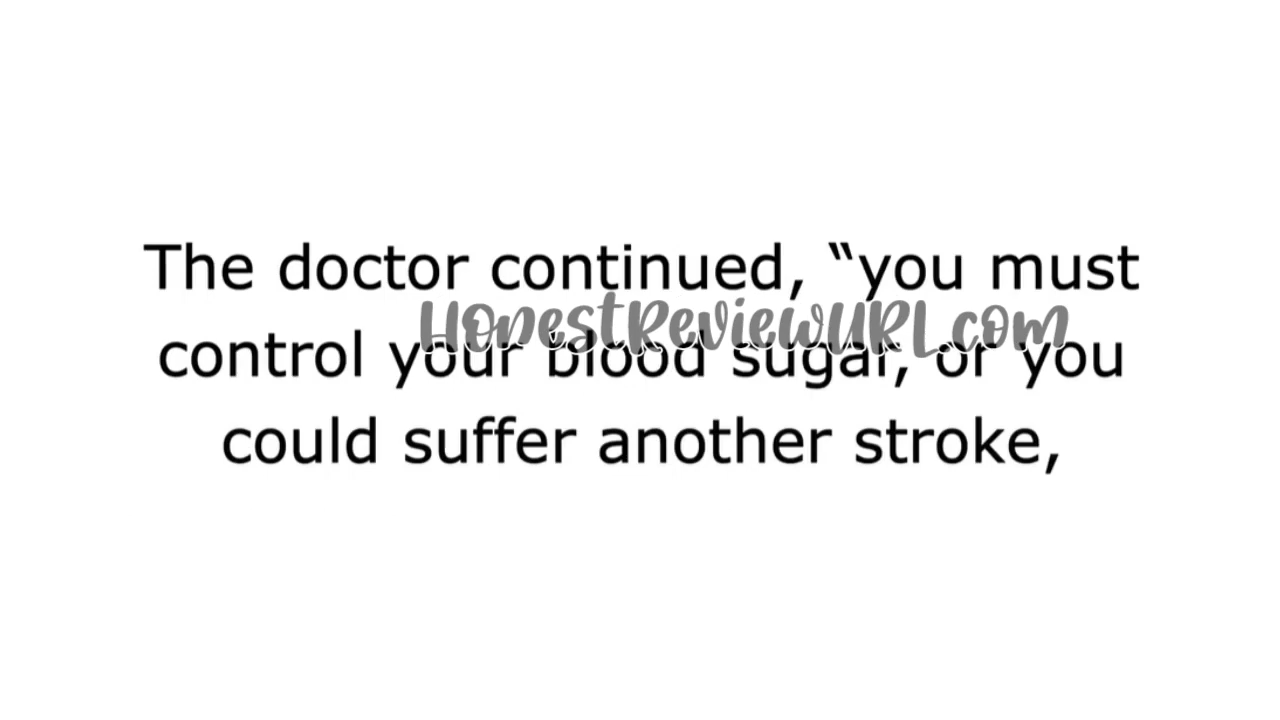 The doctor continued, “you must
HonestReviewURL.com
control your blood sugar, or you
could suffer another stroke,